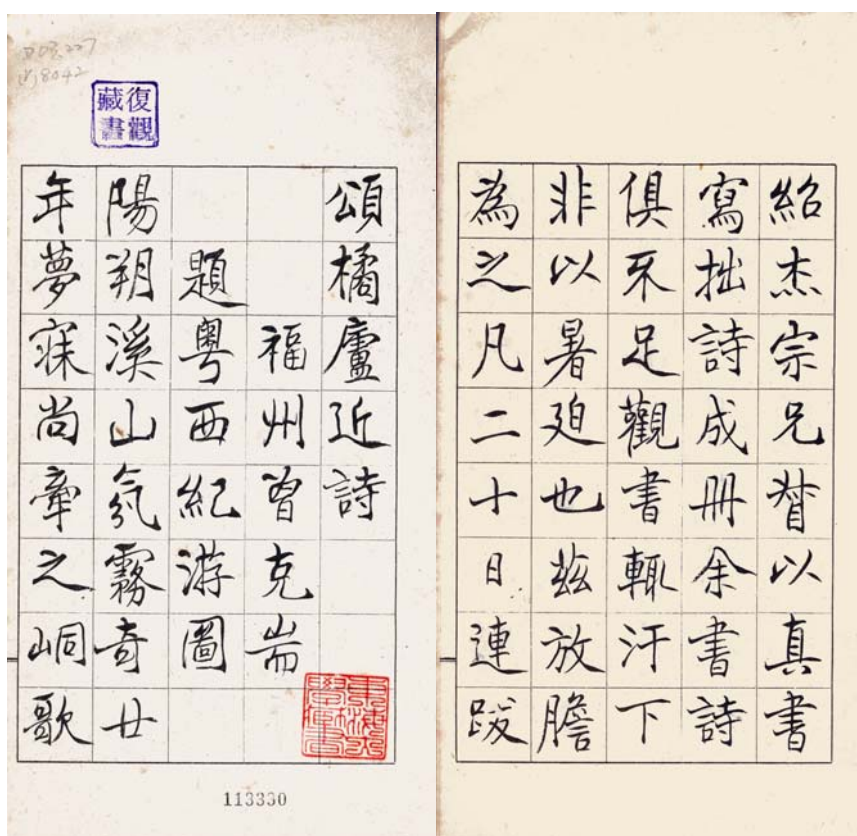 復觀
藏書
頌橘廬近詩
福州曾克耑
題粵西紀游圖
陽朔溪山氛霧奇廿
年夢寐尚牽之峒歌
113330
紹杰宗兄督以真書
寫拙詩成冊余書詩
俱不足觀書輒汗下
非以暑廹也茲放膽
為之凡二十日連跋